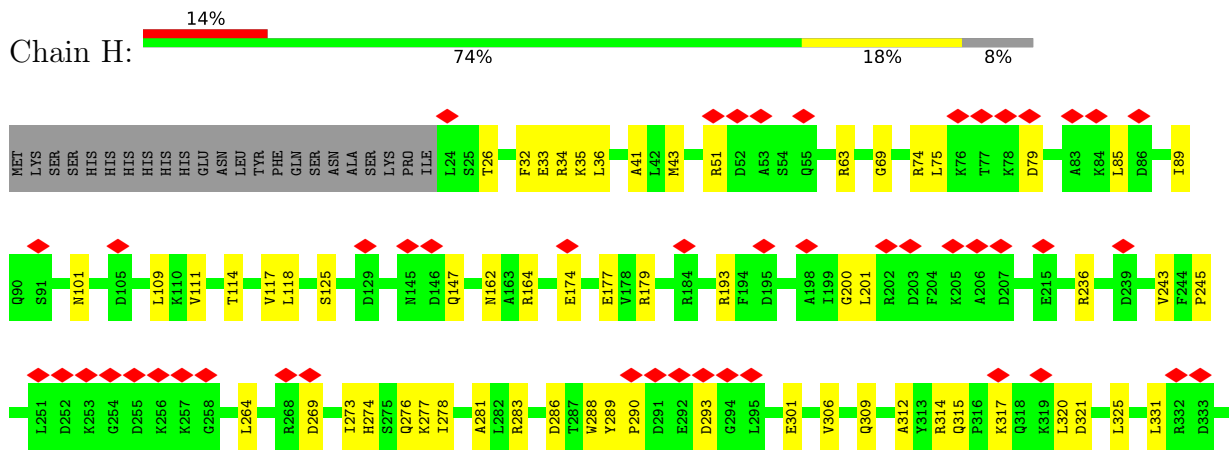 14%
Chain H:
74% 18% 8%
MET LYS SER SER HIS HIS HIS HIS HIS HIS GLU ASN LEU TYR PHE GLN SER ASN ALA SER LYS PRO ILE L24 S25 T26 F32 E33 R34 K35 L36 A41 L42 M43 R51 D52 A53 S54 Q55 R63 G69 R74 L75 K76 T77 K78 D79 A83 K84 L85 D86 I89
Q90 S91 N101 D105 L109 K110 V111 T114 V117 L118 S125 D129 N145 D146 Q147 N162 A163 R164 E174 E177 V178 R179 R184 R193 F194 D195 A198 I199 G200 L201 R202 D203 F204 K205 A206 D207 E215 R236 D239 V243 F244 P245
L251 D252 K253 G254 D255 K256 K257 G258 L264 R268 D269 I273 H274 S275 Q276 K277 I278 A281 L282 R283 D286 T287 W288 Y289 P290 D291 E292 D293 G294 L295 E301 V306 Q309 A312 Y313 R314 Q315 P316 K317 Q318 K319 L320 D321 L325 L331 R332 D333